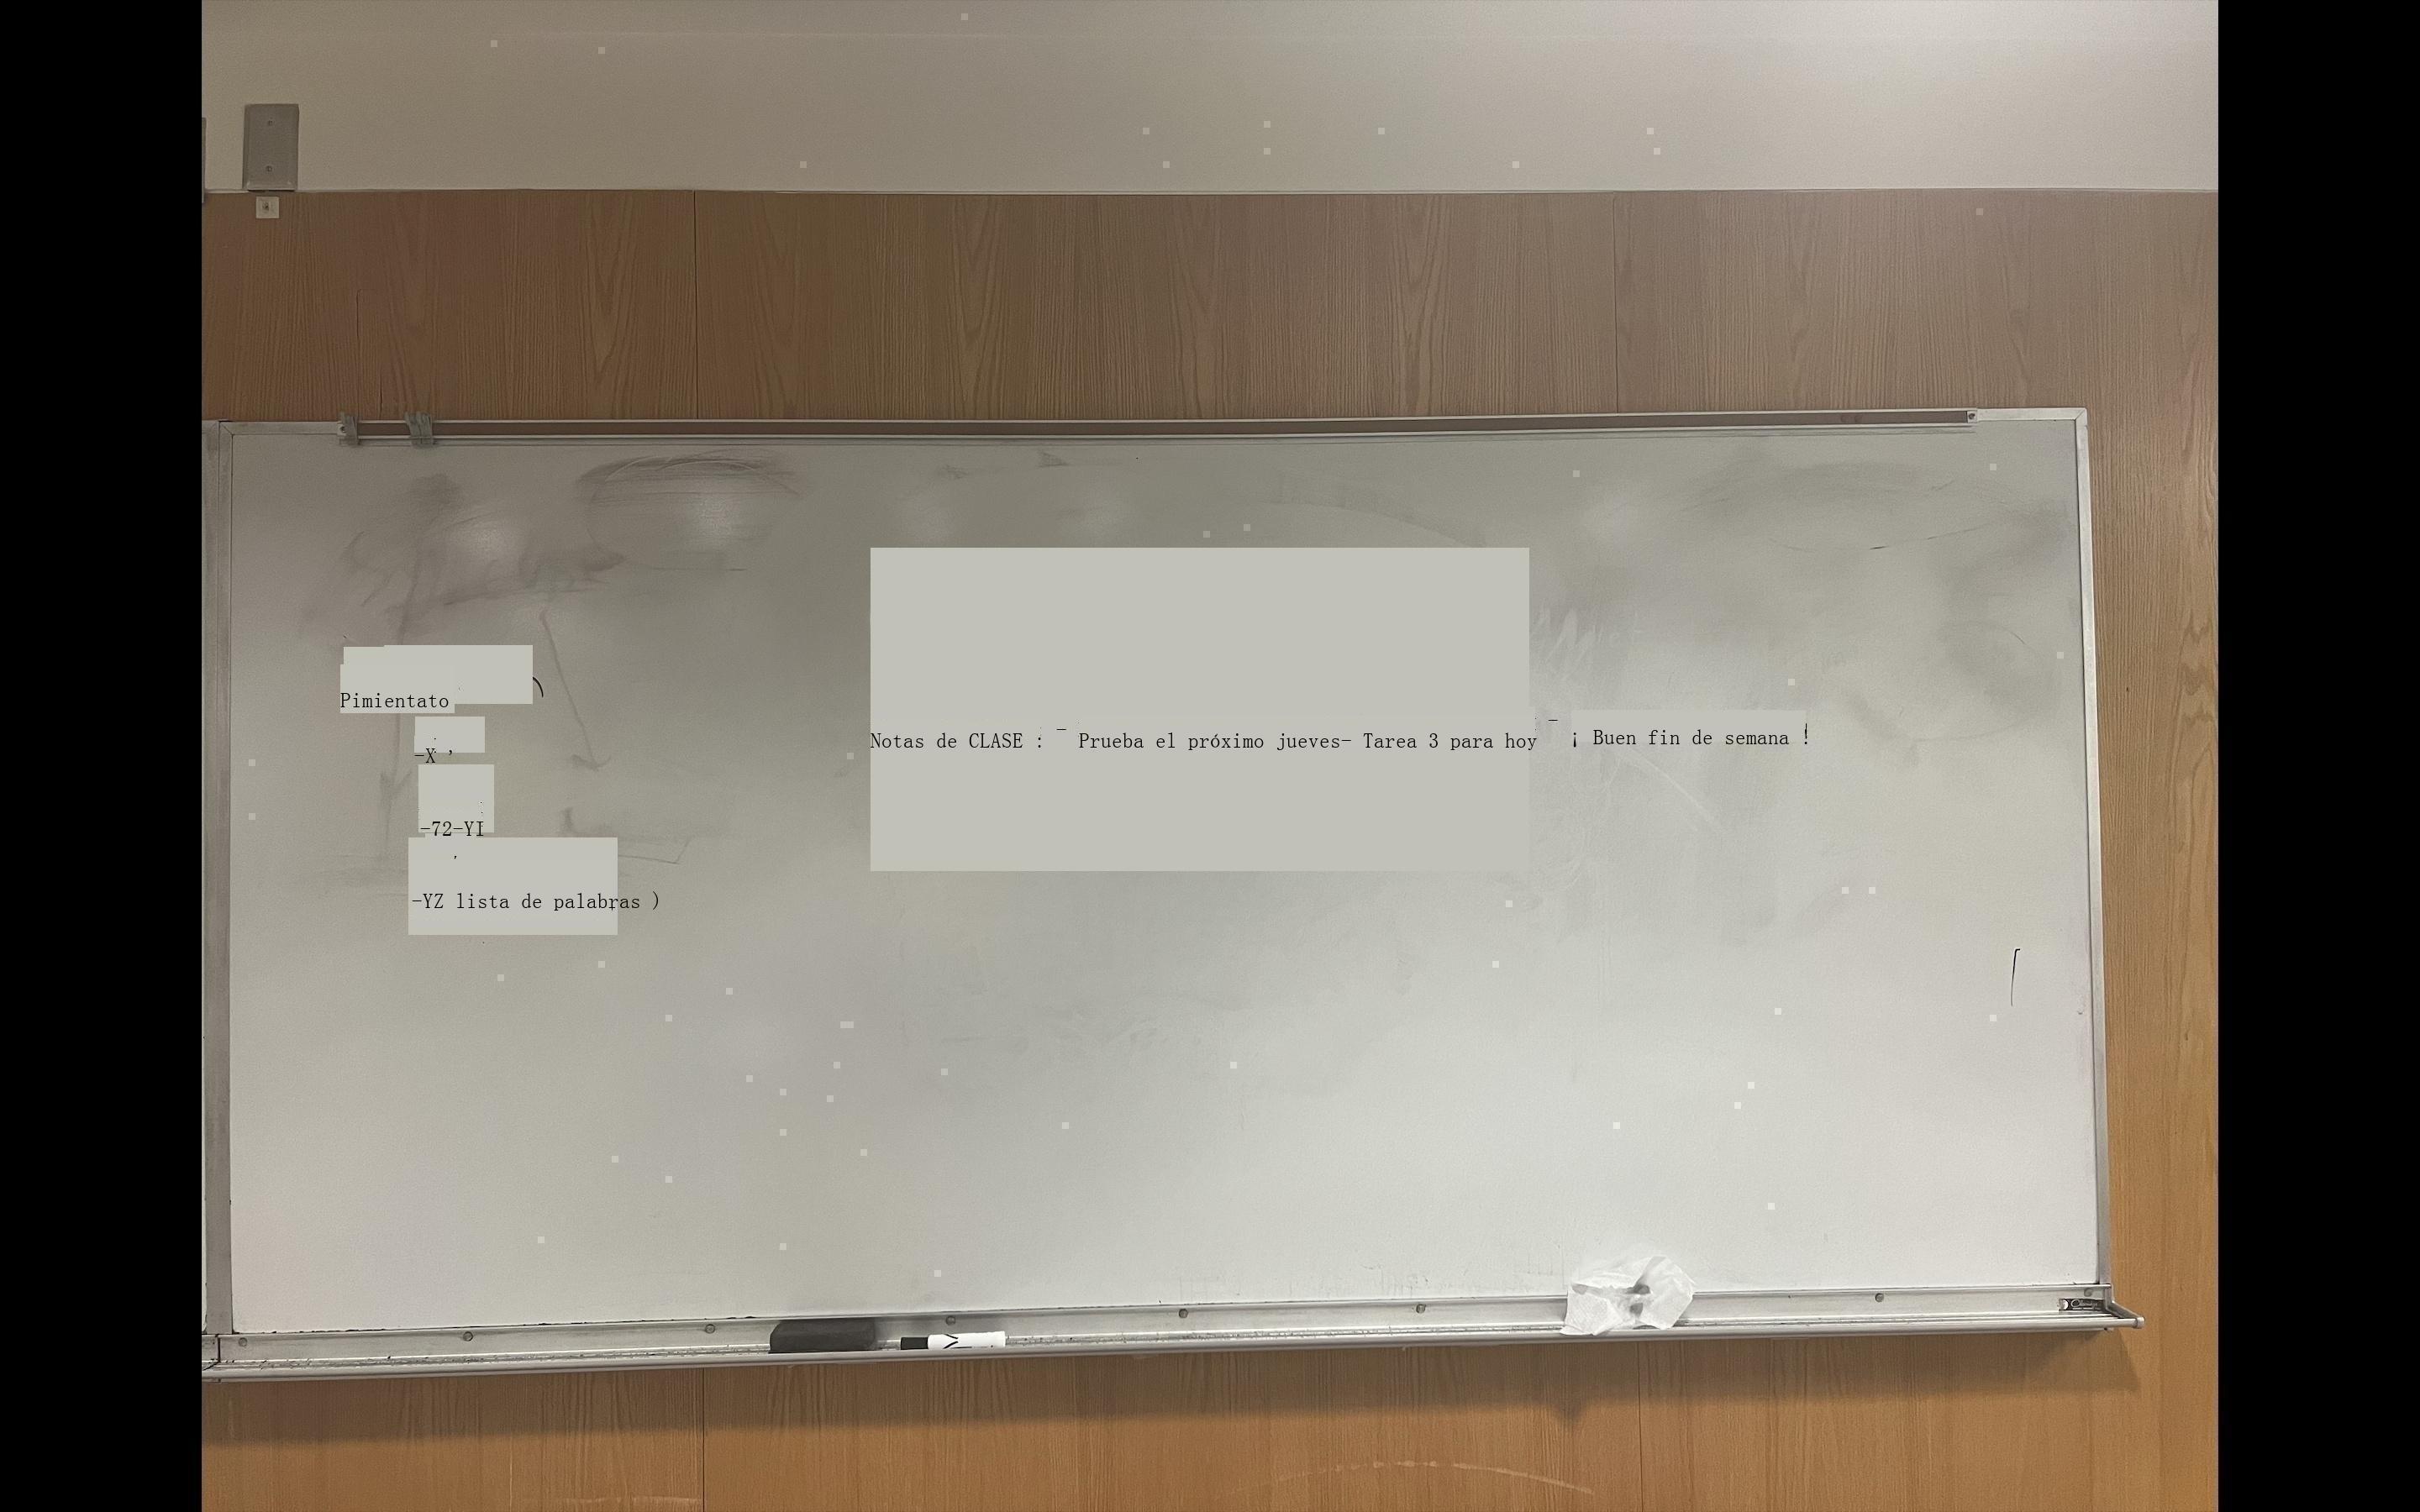 Pimientato
-X ’
-72-YI
-YZ lista de palabras )
Notas de CLASE : - Prueba el próximo jueves- Tarea 3 para hoy - ¡ Buen fin de semana !